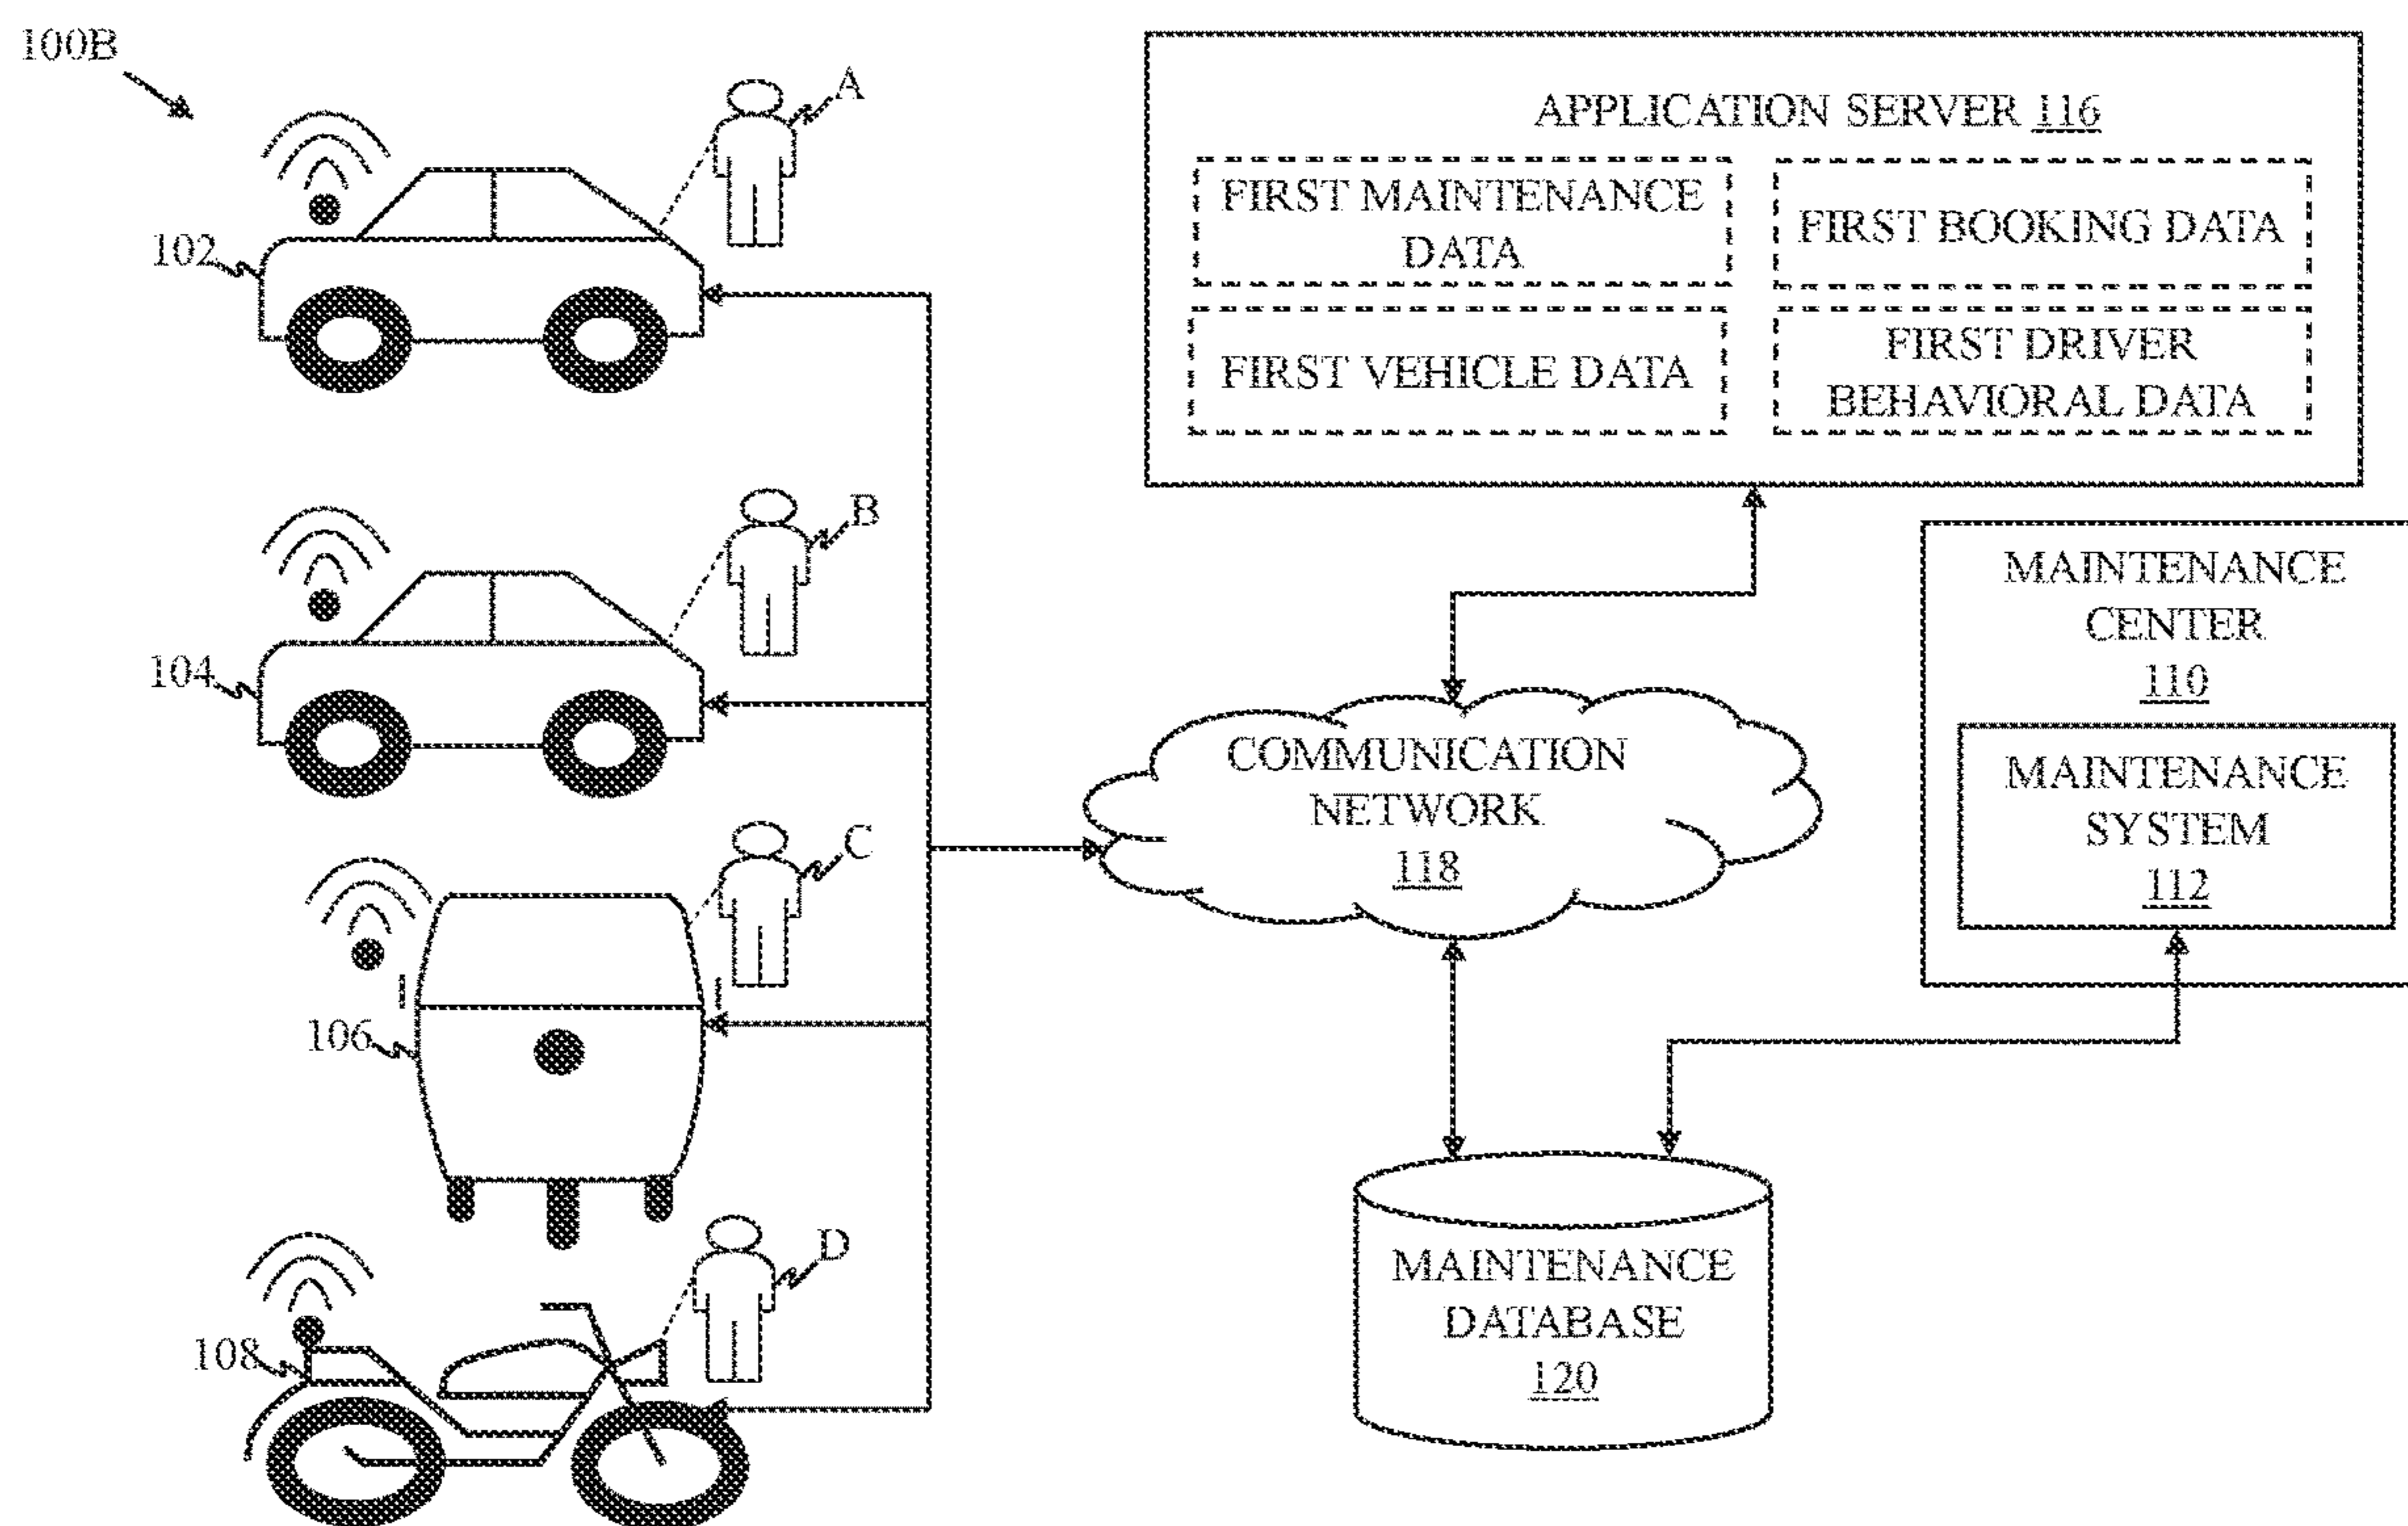 100B
A
102
B
104
C
106
D
108
APPLICATION SERVER 116
FIRST MAINTENANCE
DATA
FIRST BOOKING DATA
FIRST VEHICLE DATA
FIRST DRIVER
BEHAVIORAL DATA
COMMUNICATION
NETWORK
118
MAINTENANCE
CENTER
110
MAINTENANCE
SYSTEM
112
MAINTENANCE
DATABASE
120